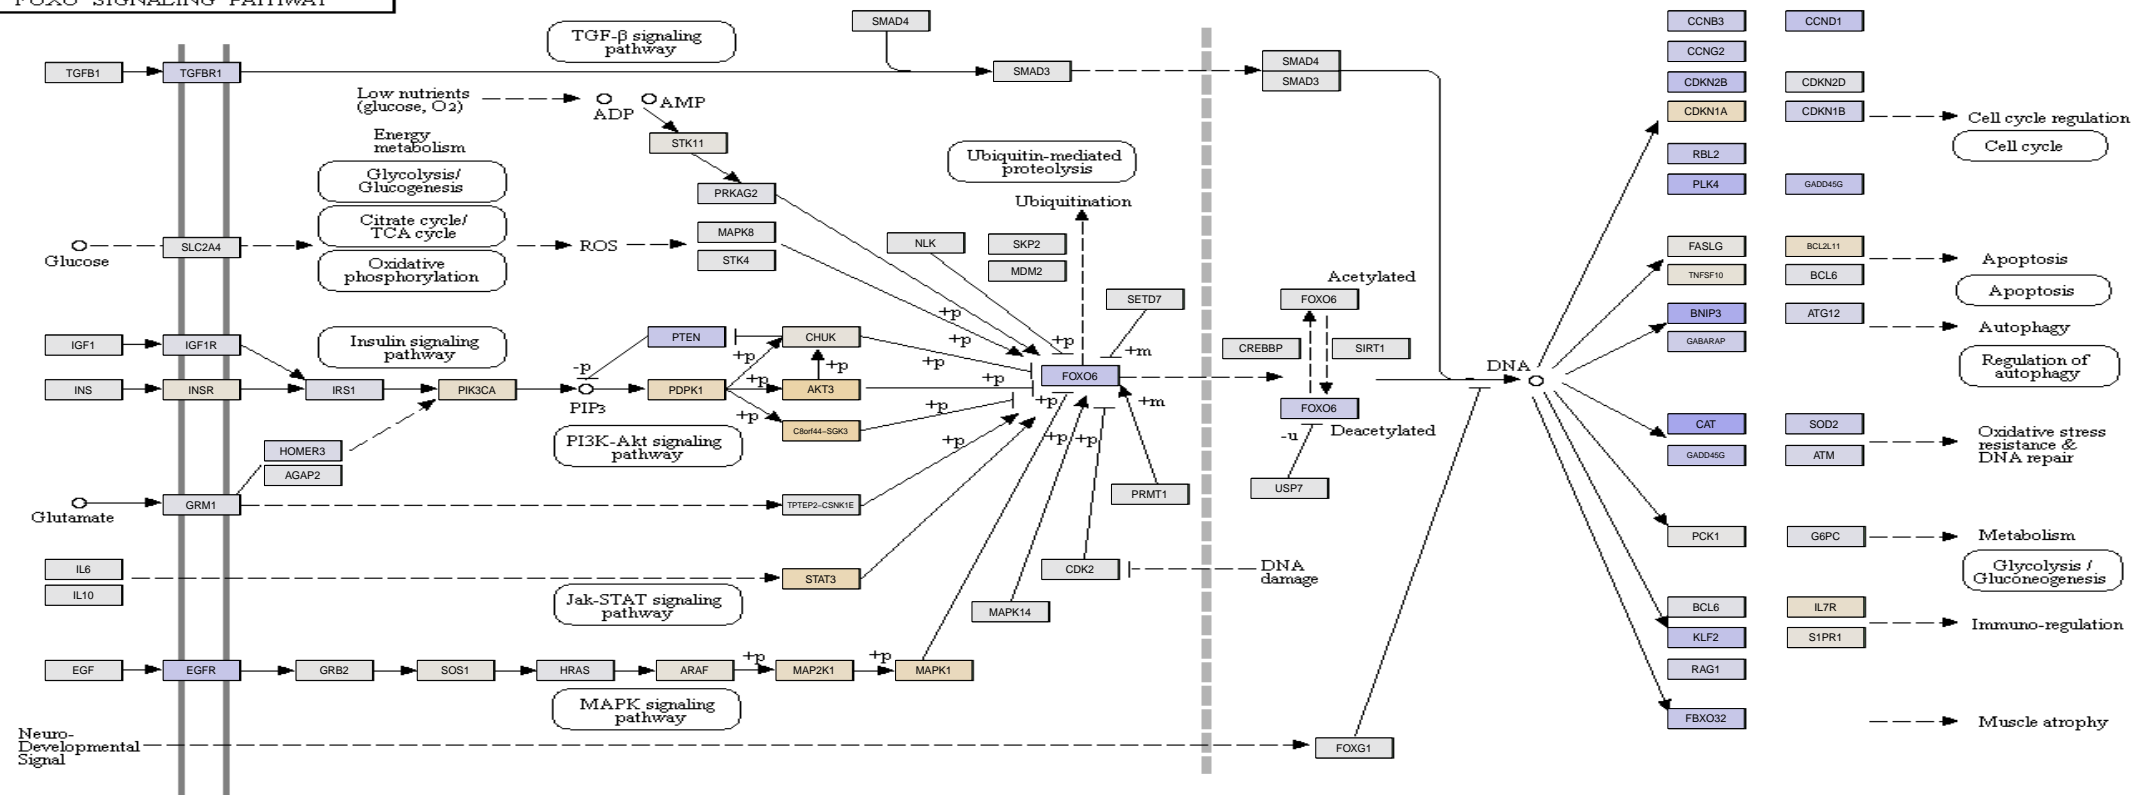 FOXO SIGNALING PATHWAY
TGF-β signaling
pathway
SMAD4
TGFB1
TGFBR1
SMAD3
SMAD4
SMAD3
Low nutrients
(glucose, O2)
ADP
AMP
STK11
Energy
metabolism
Glycolysis/
Glucogenesis
Citrate cycle/
TCA cycle
Oxidative
phosphorylation
Glucose
SLC2A4
ROS
PRKAG2
MAPK8
STK4
NLK
SKP2
MDM2
Ubiquitin-mediated
proteolysis
Ubiquitination
SETD7
+p
+p
+p
+m
IGF1
IGF1R
Insulin signaling
pathway
PTEN
CHUK
-p
+p
+p
+p
INS
INSR
IRS1
PIK3CA
PIP3
PDPK1
+p
AKT3
+p
+p
+p
C8orf44-SGK3
+p
+p
FOXO6
+m
PI3K-Akt signaling
pathway
+p
+p
+p
HOMER3
AGAP2
Glutamate
GRM1
TPTEP2-CSNK1E
PRMT1
IL6
IL10
STAT3
Jak-STAT signaling
pathway
CDK2
DNA
damage
MAPK14
EGF
EGFR
GRB2
SOS1
HRAS
ARAF
+p
MAP2K1
+p
MAPK1
MAPK signaling
pathway
Neuro-
Developmental
Signal
FOXG1
Acetylated
FOXO6
CREBBP
SIRT1
FOXO6
-u
Deacetylated
USP7
DNA
CCNB3
CCND1
CCNG2
CDKN2B
CDKN2D
CDKN1A
CDKN1B
Cell cycle regulation
Cell cycle
RBL2
PLK4
GADD45G
FASLG
BCL2L11
Apoptosis
TNFSF10
BCL6
Apoptosis
BNIP3
ATG12
Autophagy
GABARAP
Regulation of
autophagy
CAT
SOD2
Oxidative stress
resistance &
DNA repair
GADD45G
ATM
PCK1
G6PC
Metabolism
Glycolysis /
Gluconeogenesis
BCL6
IL7R
Immuno-regulation
KLF2
S1PR1
RAG1
FBXO32
Muscle atrophy